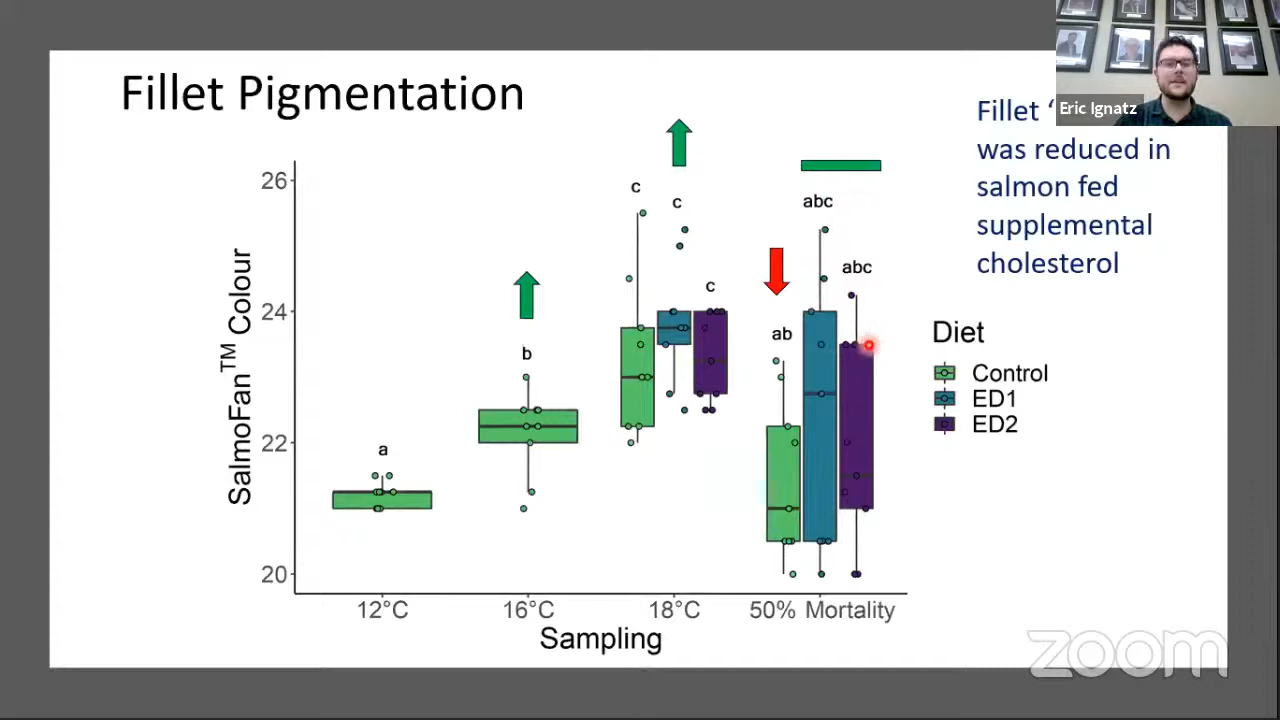 Fillet Pigmentation
Eric Ignatz
Fillet ‘
was reduced in
salmon fed
supplemental
cholesterol
SalmoFan™ Colour
26
24
22
20
a
b
c
c
c
ab
abc
abc
12°C
16°C
18°C
50% Mortality
Sampling
Diet
Control
ED1
ED2
zoom